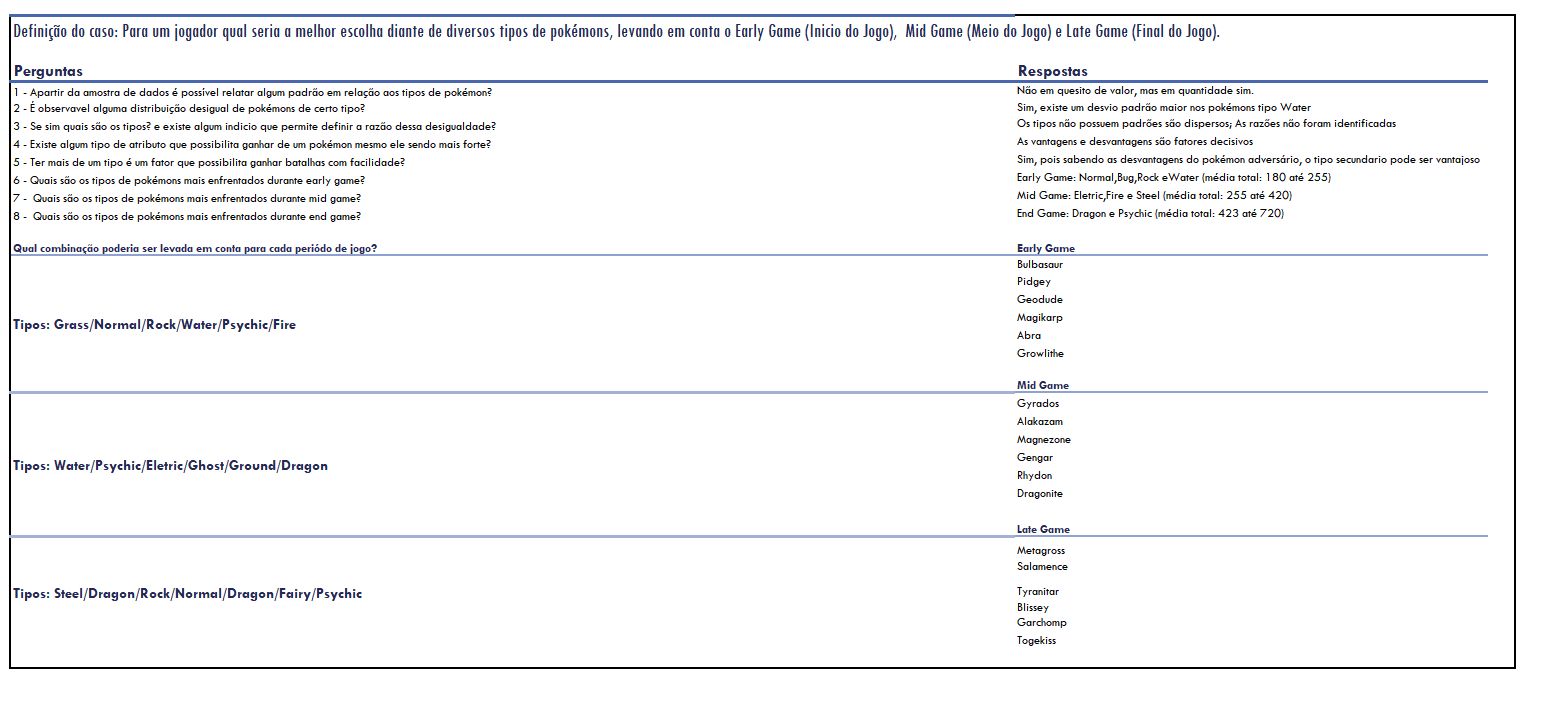 Definição do caso: Para um jogador qual seria a melhor escolha diante de diversos tipos de pokémons, levando em conta o Early Game (Inicio do Jogo),  Mid Game (Meio do Jogo) e Late Game (Final do Jogo).
Perguntas Respostas
1 - Apartir da amostra de dados é possível relatar algum padrão em relação aos tipos de pokémon? Não em quesito de valor, mas em quantidade sim.
2 - É observavel alguma distribuição desigual de pokémons de certo tipo? Sim, existe um desvio padrão maior nos pokémons tipo Water
3 - Se sim quais são os tipos? e existe algum indicio que permite definir a razão dessa desigualdade? Os tipos não possuem padrões são dispersos; As razões não foram identificadas
4 - Existe algum tipo de atributo que possibilita ganhar de um pokémon mesmo ele sendo mais forte? As vantagens e desvantagens são fatores decisivos
5 - Ter mais de um tipo é um fator que possibilita ganhar batalhas com facilidade? Sim, pois sabendo as desvantagens do pokémon adversário, o tipo secundario pode ser vantajoso
6 - Quais são os tipos de pokémons mais enfrentados durante early game? Early Game: Normal,Bug,Rock eWater (média total: 180 até 255)
7 -  Quais são os tipos de pokémons mais enfrentados durante mid game? Mid Game: Eletric,Fire e Steel (média total: 255 até 420)
8 -  Quais são os tipos de pokémons mais enfrentados durante end game? End Game: Dragon e Psychic (média total: 423 até 720)
Qual combinação poderia ser levada em conta para cada periódo de jogo? Early Game
Bulbasaur
Pidgey
Geodude
Tipos: Grass/Normal/Rock/Water/Psychic/Fire Magikarp
Abra
Growlithe
Mid Game
Gyrados
Alakazam
Magnezone
Tipos: Water/Psychic/Eletric/Ghost/Ground/Dragon Gengar
Rhydon
Dragonite
Late Game
Metagross
Salamence
Tipos: Steel/Dragon/Rock/Normal/Dragon/Fairy/Psychic Tyranitar
Blissey
Garchomp
Togekiss